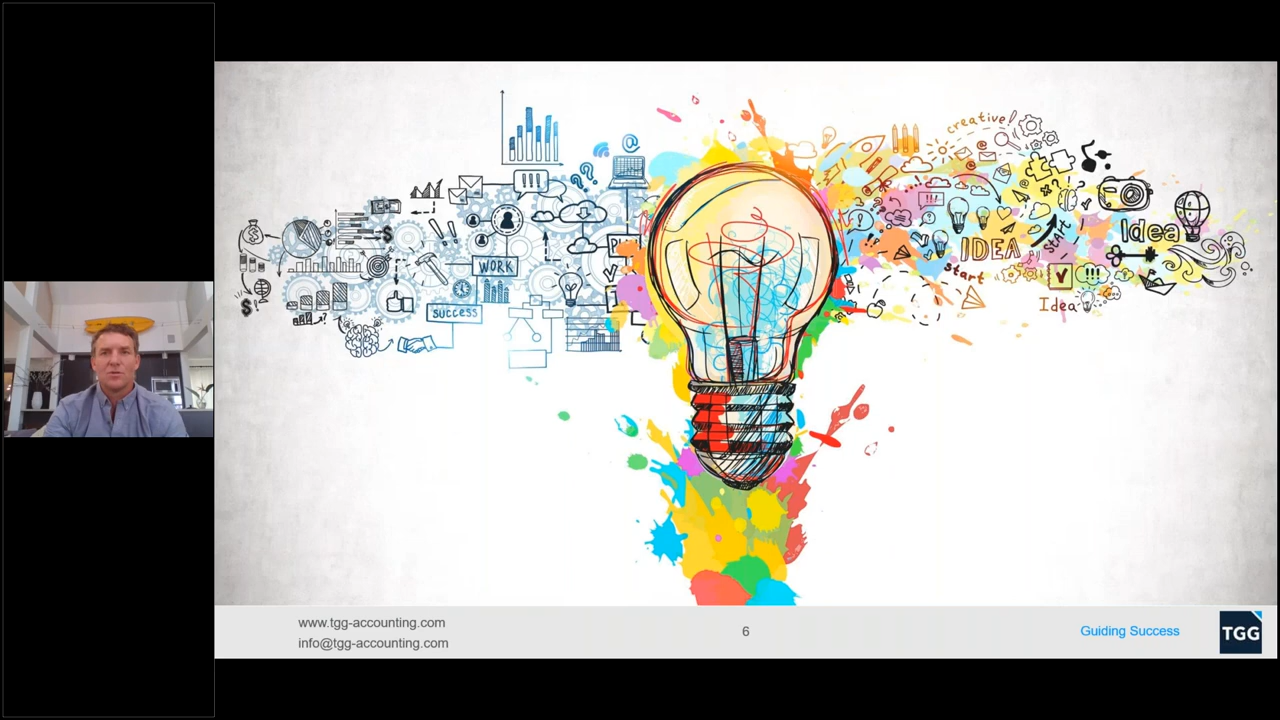 creative!
@
!!!
WORK
SUCCESS
IDEA
start
START
Idea
Idea
www.tgg-accounting.com
info@tgg-accounting.com
6
Guiding Success
TGG